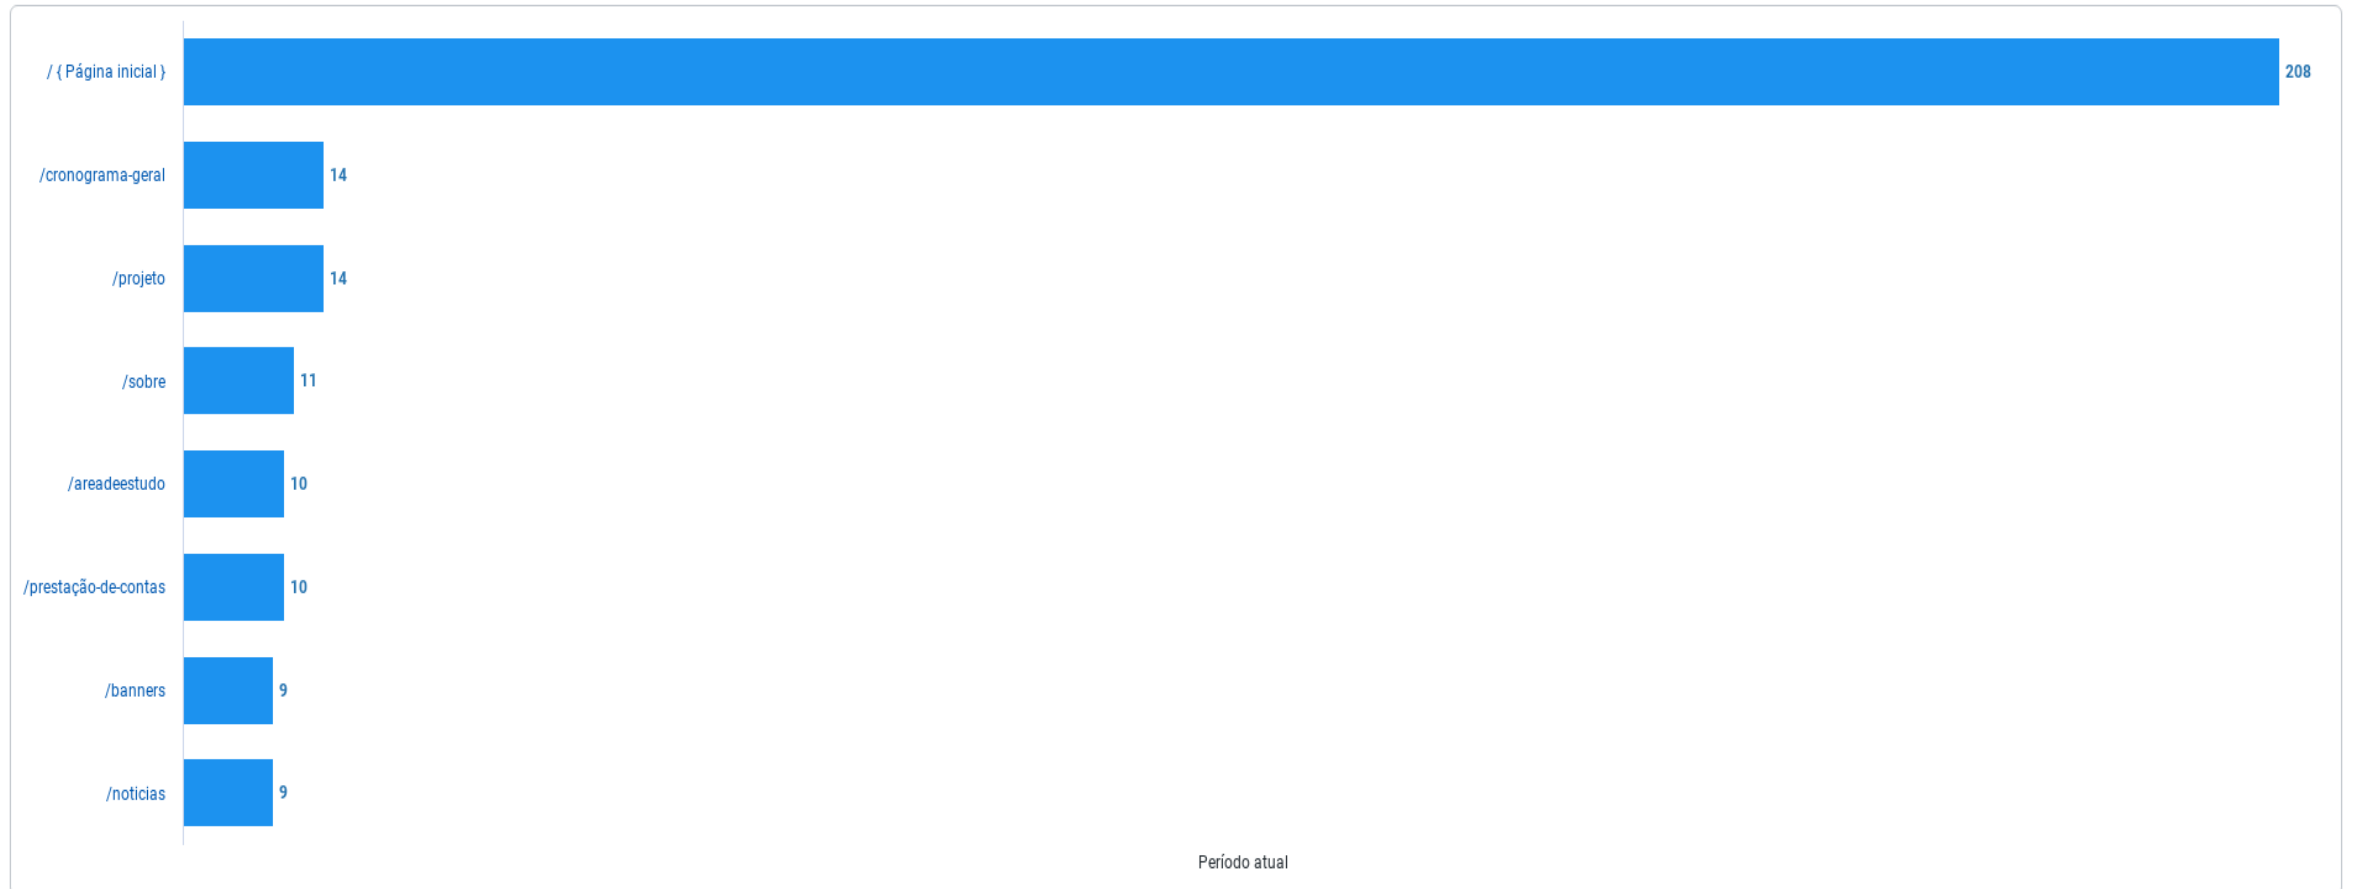 / { Página inicial }
208
/cronograma-geral
14
/projeto
14
/sobre
11
/areadeestudo
10
/prestação-de-contas
10
/banners
9
/noticias
9
Período atual